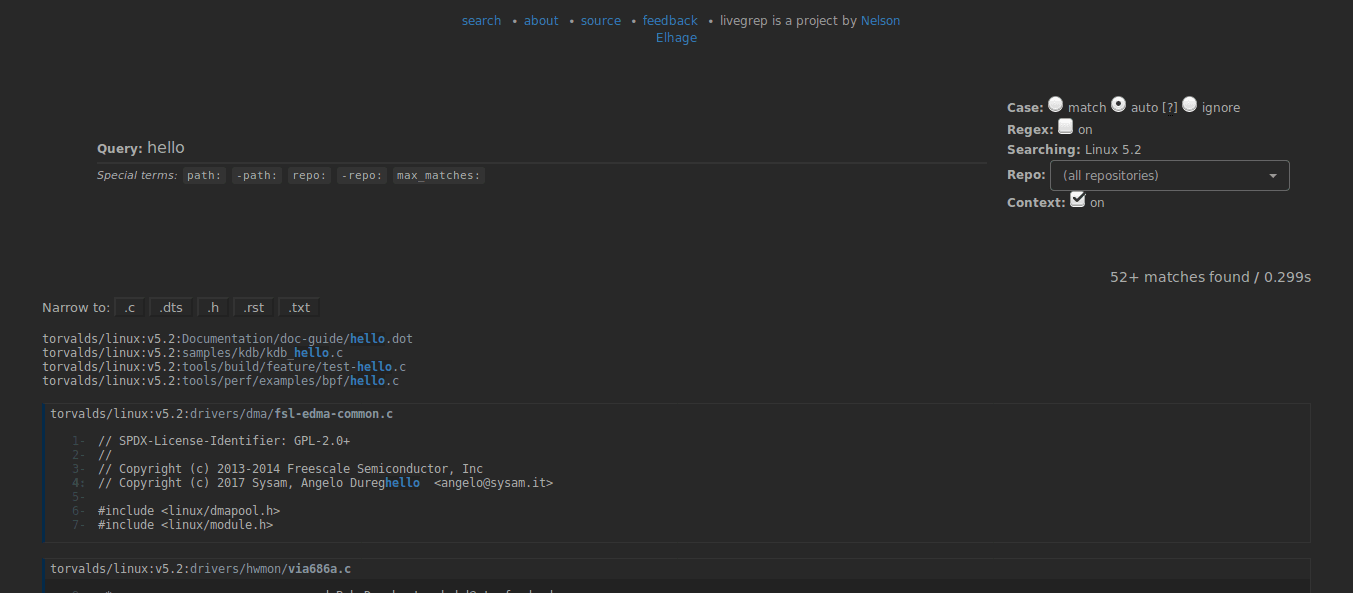 search • about • source • feedback • livegrep is a project by Nelson
Elhage
Case: match auto [?] ignore
Regex: on
Query: hello
Searching: Linux 5.2
Special terms: path: -path: repo: -repo: max_matches:
Repo: (all repositories)
Context: on
52+ matches found / 0.299s
Narrow to: .c .dts .h .rst .txt
torvalds/linux:v5.2:Documentation/doc-guide/hello.dot
torvalds/linux:v5.2:samples/kdb/kdb_hello.c
torvalds/linux:v5.2:tools/build/feature/test-hello.c
torvalds/linux:v5.2:tools/perf/examples/bpf/hello.c
torvalds/linux:v5.2:drivers/dma/fsl-edma-common.c
1- // SPDX-License-Identifier: GPL-2.0+
2- //
3- // Copyright (c) 2013-2014 Freescale Semiconductor, Inc
4: // Copyright (c) 2017 Sysam, Angelo Dureghello <angelo@sysam.it>
5-
6- #include <linux/dmapool.h>
7- #include <linux/module.h>
torvalds/linux:v5.2:drivers/hwmon/via686a.c